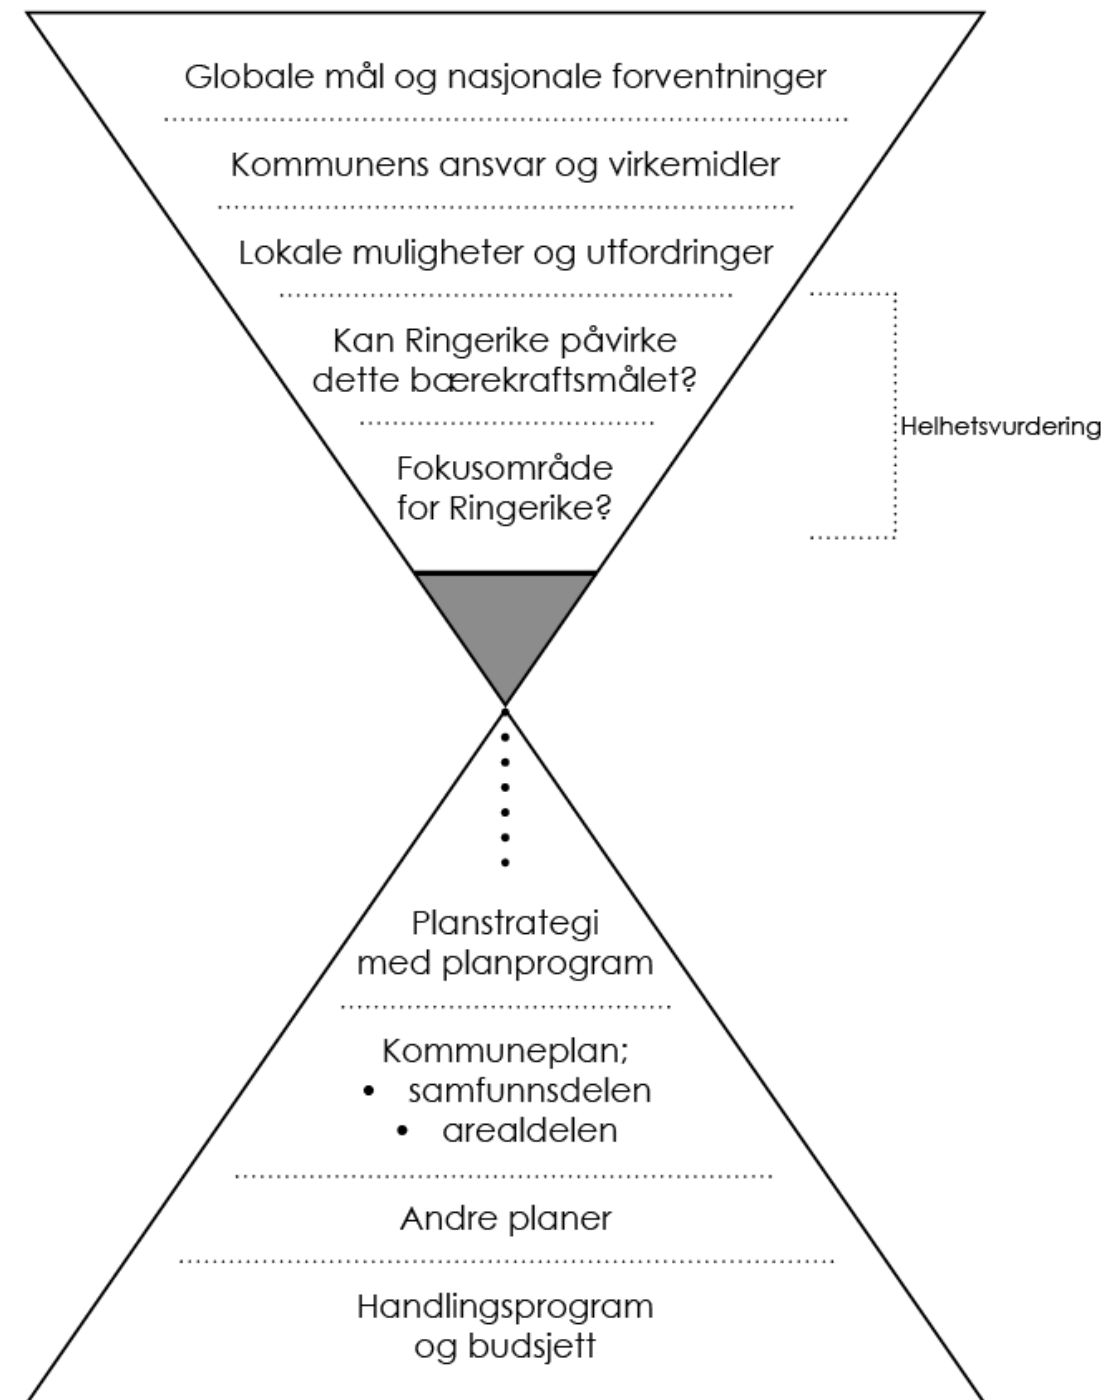 Globale mål og nasjonale forventninger
Kommunens ansvar og virkemidler
Lokale muligheter og utfordringer
Kan Ringerike påvirke
dette bærekraftsmålet?
Helhetsvurdering
Fokusområde
for Ringerike?
Planstrategi
med planprogram
Kommuneplan;
• samfunnsdelen
• arealdelen
Andre planer
Handlingsprogram
og budsjett